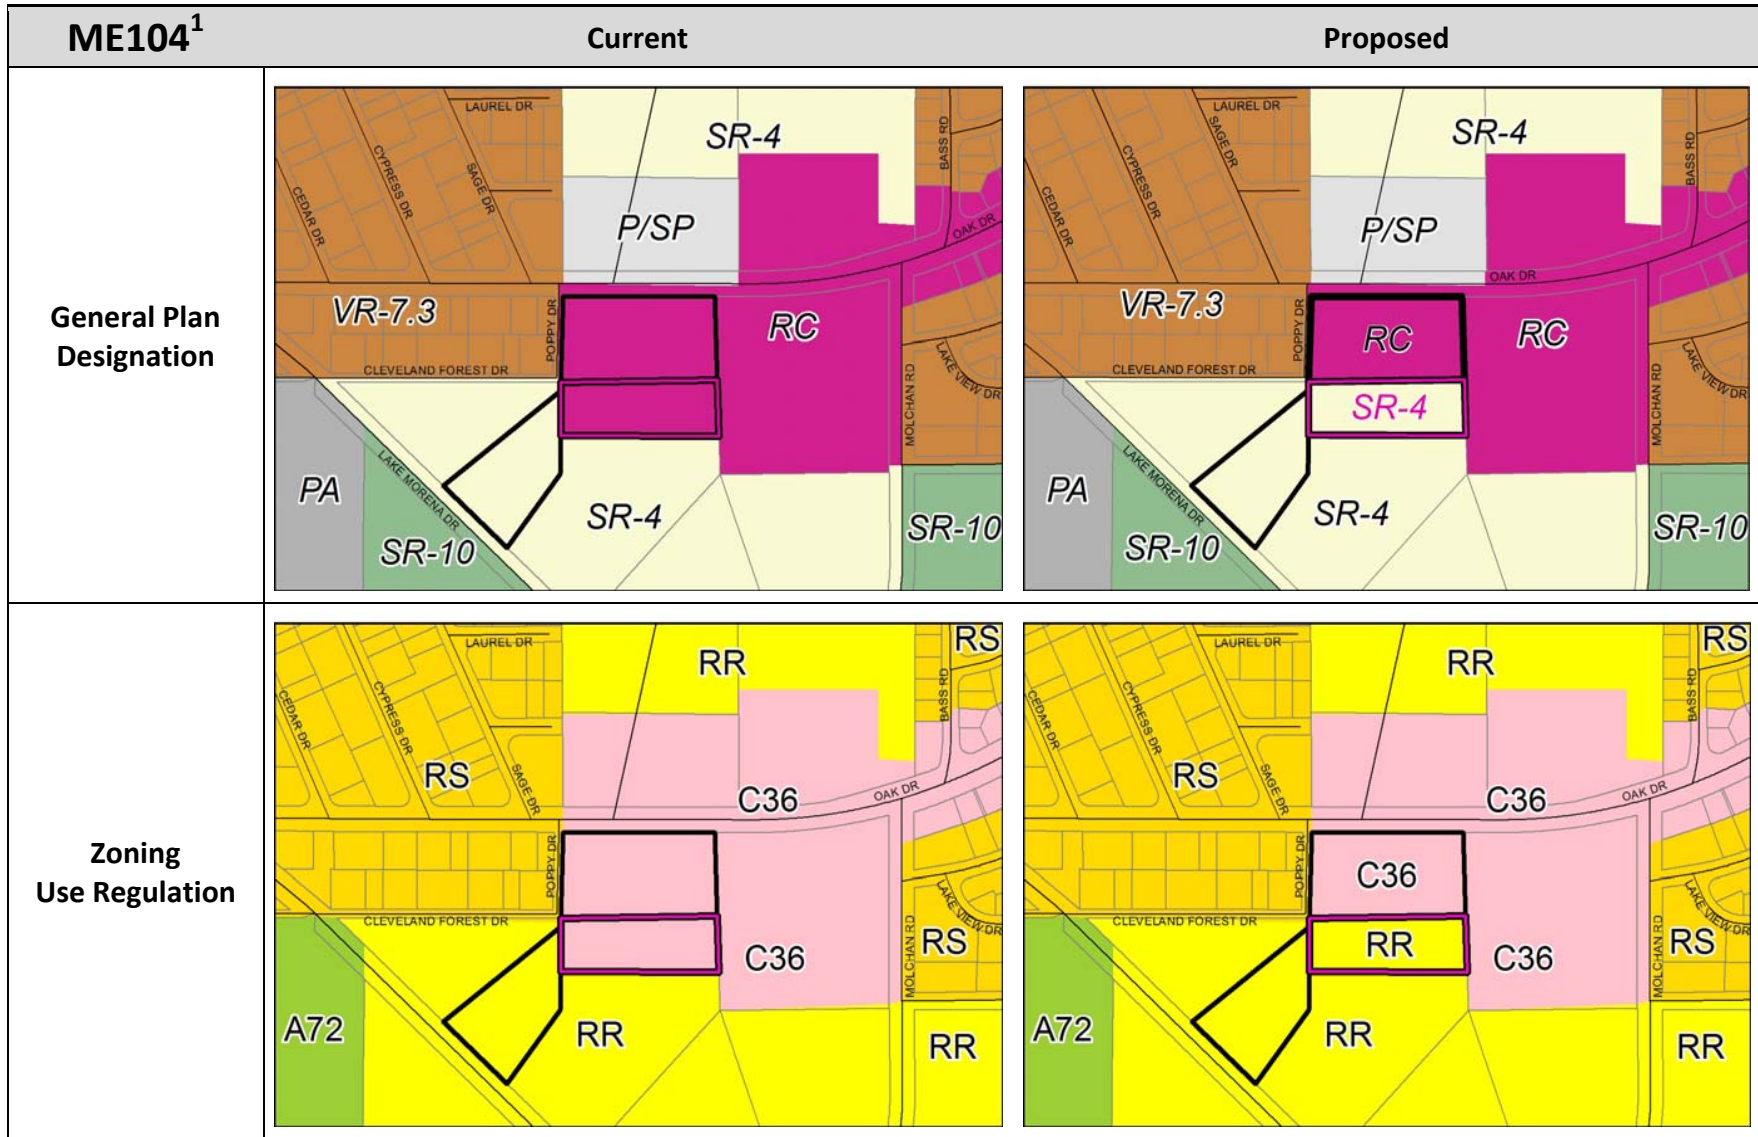 ME104¹
Current
Proposed
General Plan
Designation
LAUREL DR
CYPRESS DR
SAGE DR
CEDAR DR
SR-4
BASS RD
P/SP
OAK DR
VR-7.3
POPPY DR
RC
CLEVELAND FOREST DR
LAKE VIEW DR
MOLCHAN RD
PA
LAKE MORENA DR
SR-10
SR-4
SR-10
LAUREL DR
SAGE DR
CYPRESS DR
CEDAR DR
SR-4
BASS RD
P/SP
OAK DR
VR-7.3
POPPY DR
RC
RC
CLEVELAND FOREST DR
SR-4
LAKE VIEW DR
MOLCHAN RD
PA
LAKE MORENA DR
SR-10
SR-4
SR-10
Zoning
Use Regulation
LAUREL DR
RR
RS
CYPRESS DR
CEDAR DR
BASS RD
RS
SAGE DR
C36
OAK DR
POPPY DR
CLEVELAND FOREST DR
LAKE VIEW DR
MOLCHAN RD
RS
C36
A72
RR
RR
LAUREL DR
RR
RS
CYPRESS DR
CEDAR DR
BASS RD
RS
SAGE DR
C36
OAK DR
POPPY DR
C36
CLEVELAND FOREST DR
LAKE VIEW DR
RR
MOLCHAN RD
RS
C36
A72
RR
RR